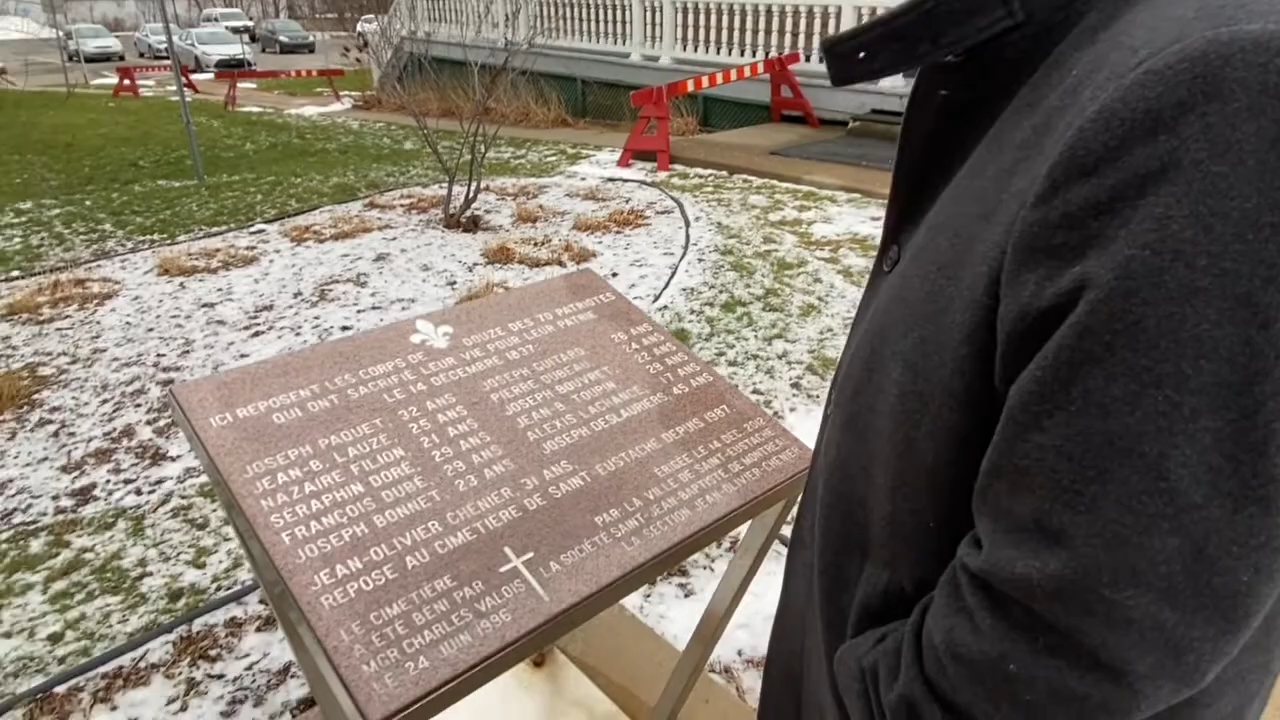 ICI REPOSENT LES CORPS DE DOUZE DES 70 PATRIOTES
QUI ONT SACRIFIÉ LEUR VIE POUR LEUR PATRIE
LE 14 DÉCEMBRE 1837.
JOSEPH PAQUET, 32 ANS
JEAN-B. LAUZÉ, 25 ANS
NAZAIRE FILION, 21 ANS
SÉRAPHIN DORÉ, 29 ANS
FRANÇOIS DUBÉ, 29 ANS
JOSEPH BONNET, 23 ANS
JOSEPH GUITARD, 26 ANS
PIERRE DUBEAU, 24 ANS
JOSEPH BOUVRET, 22 ANS
JEAN-B. TOUPIN, 28 ANS
ALEXIS LACHANCE, 17 ANS
JOSEPH DESLAURIERS, 45 ANS
JEAN-OLIVIER CHÉNIER, 31 ANS,
REPOSE AU CIMETIÈRE DE SAINT-EUSTACHE DEPUIS 1987.
LE CIMETIÈRE
A ÉTÉ BÉNI PAR
MGR CHARLES VALOIS
LE 24 JUIN 1996
ÉRIGÉE LE 14 DÉC.
PAR: LA VILLE DE SAINT-EUSTACHE
LA SOCIÉTÉ SAINT-JEAN-BAPTISTE DE MONTRÉAL
LA SECTION JEAN-OLIVIER-CHÉNIER